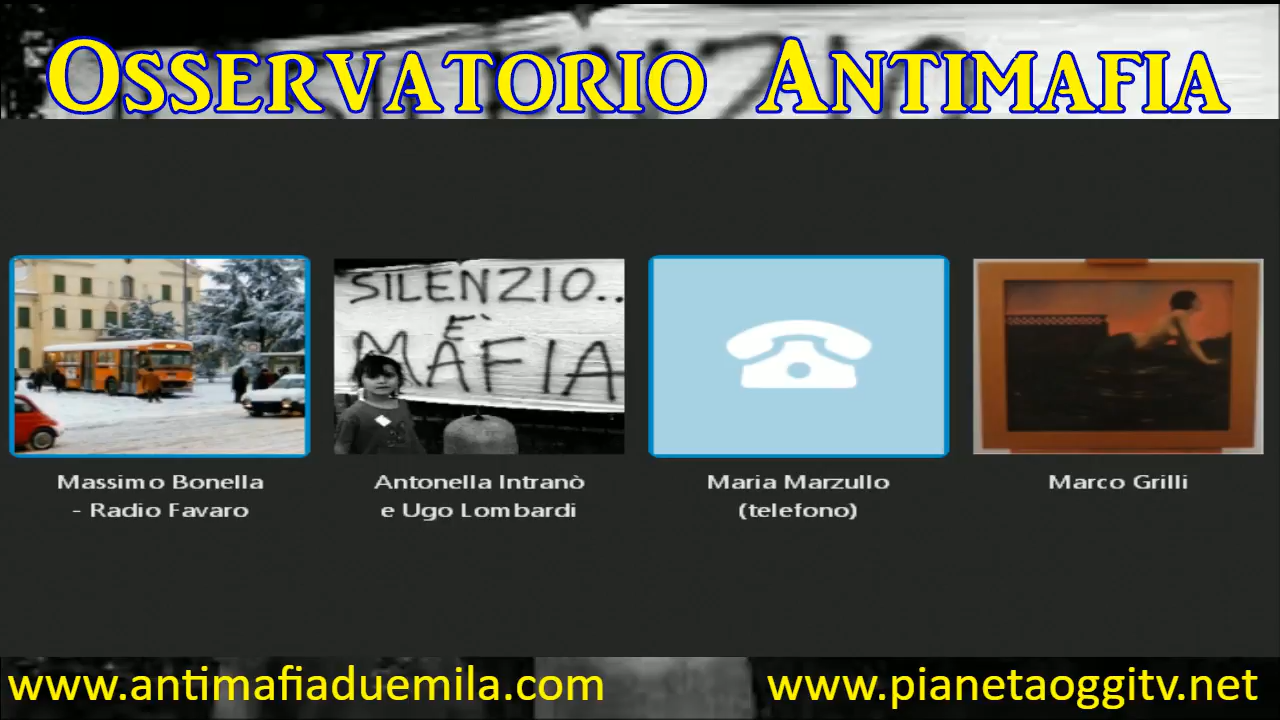 OSSERVATORIO ANTIMAFIA
SILENZIO..
E'
MAFIA
Massimo Bonella
- Radio Favaro
Antonella Intranò
e Ugo Lombardi
Maria Marzullo
(telefono)
Marco Grilli
www.antimafiaduemila.com
www.pianetaoggitv.net